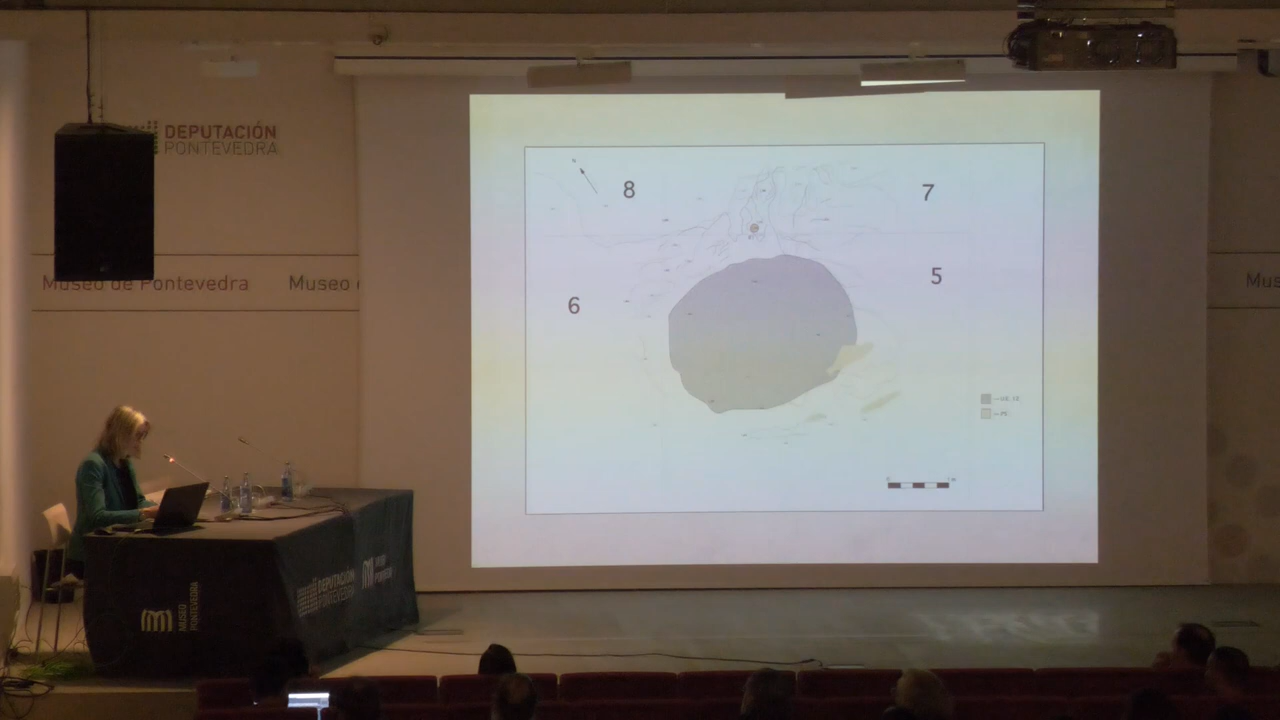 DEPUTACIÓN
PONTEVEDRA
Museo de Pontevedra
Museo
Mus
8
7
5
6
DEPUTACIÓN
PONTEVEDRA
MUSEO
PONTEVEDRA